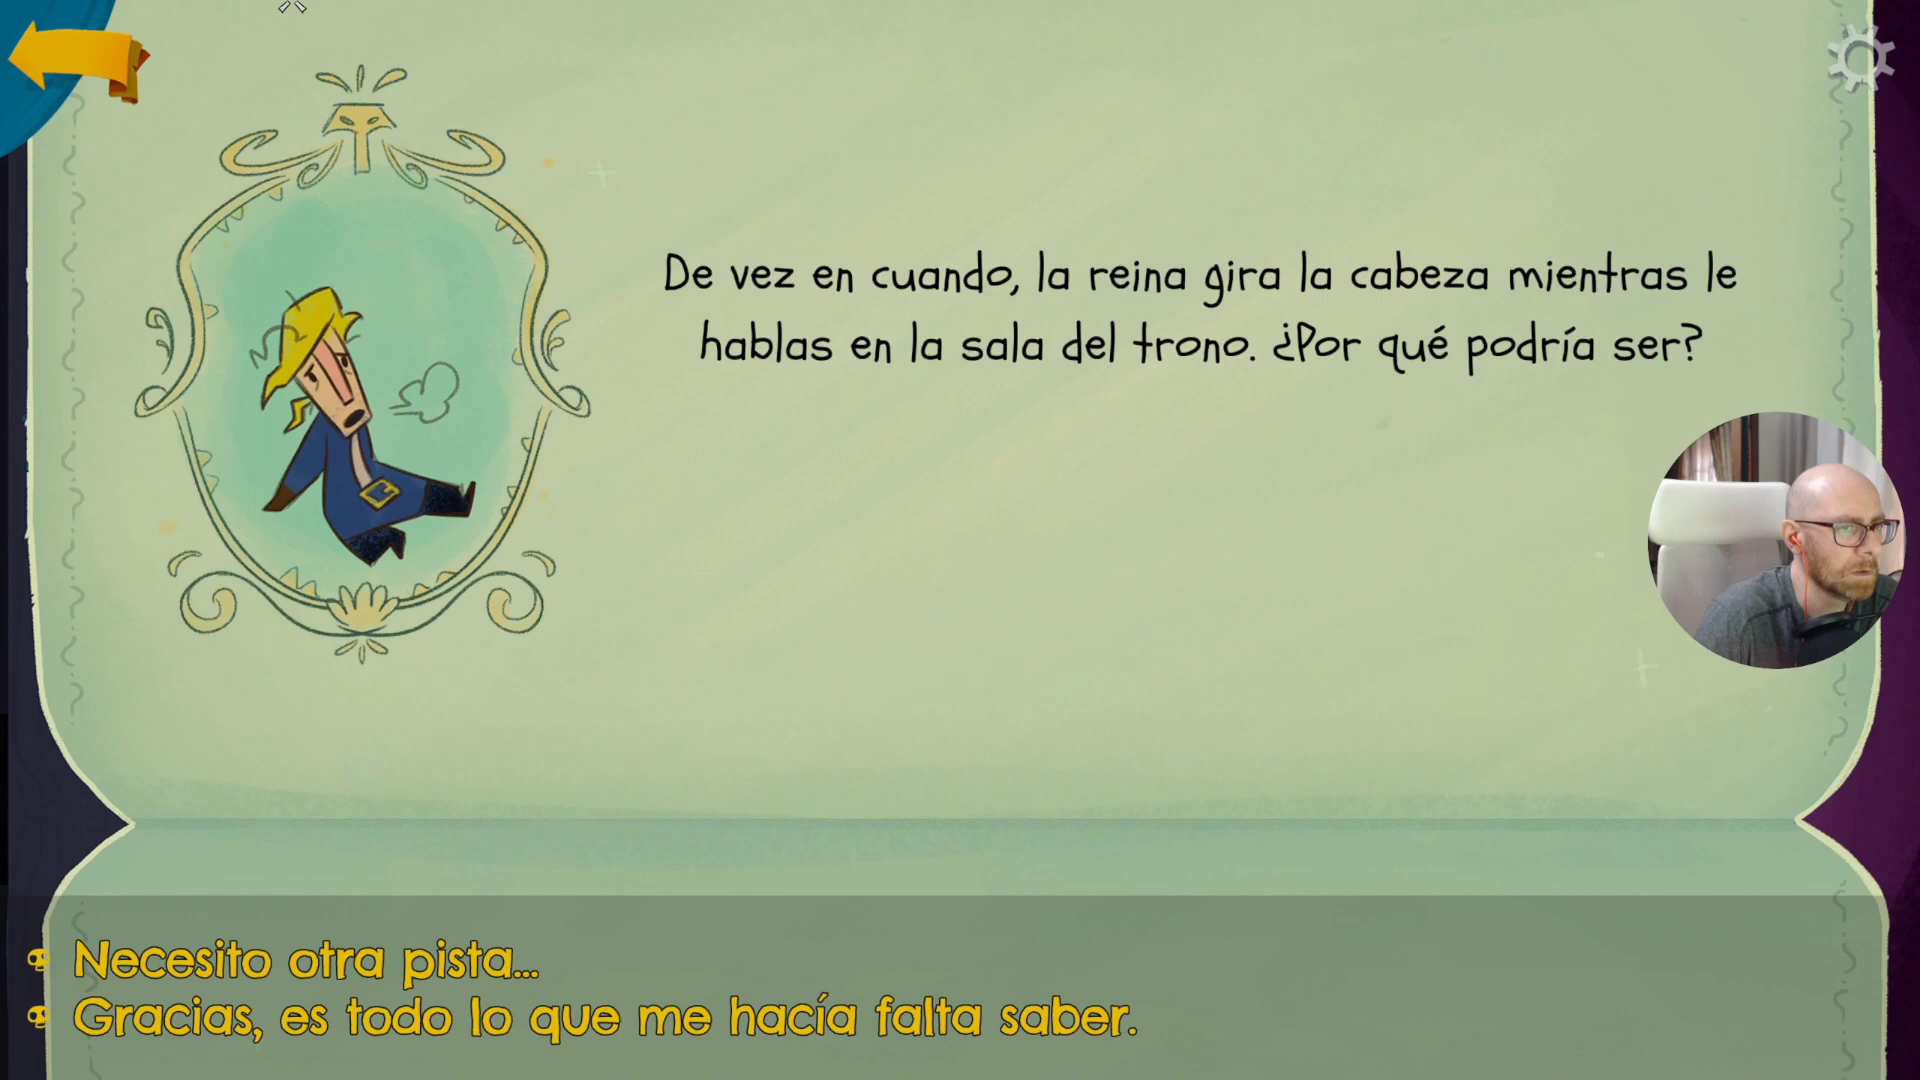 De vez en cuando, la reina gira la cabeza mientras le
hablas en la sala del trono. ¿Por qué podría ser?
Necesito otra pista...
Gracias, es todo lo que me hacía falta saber.